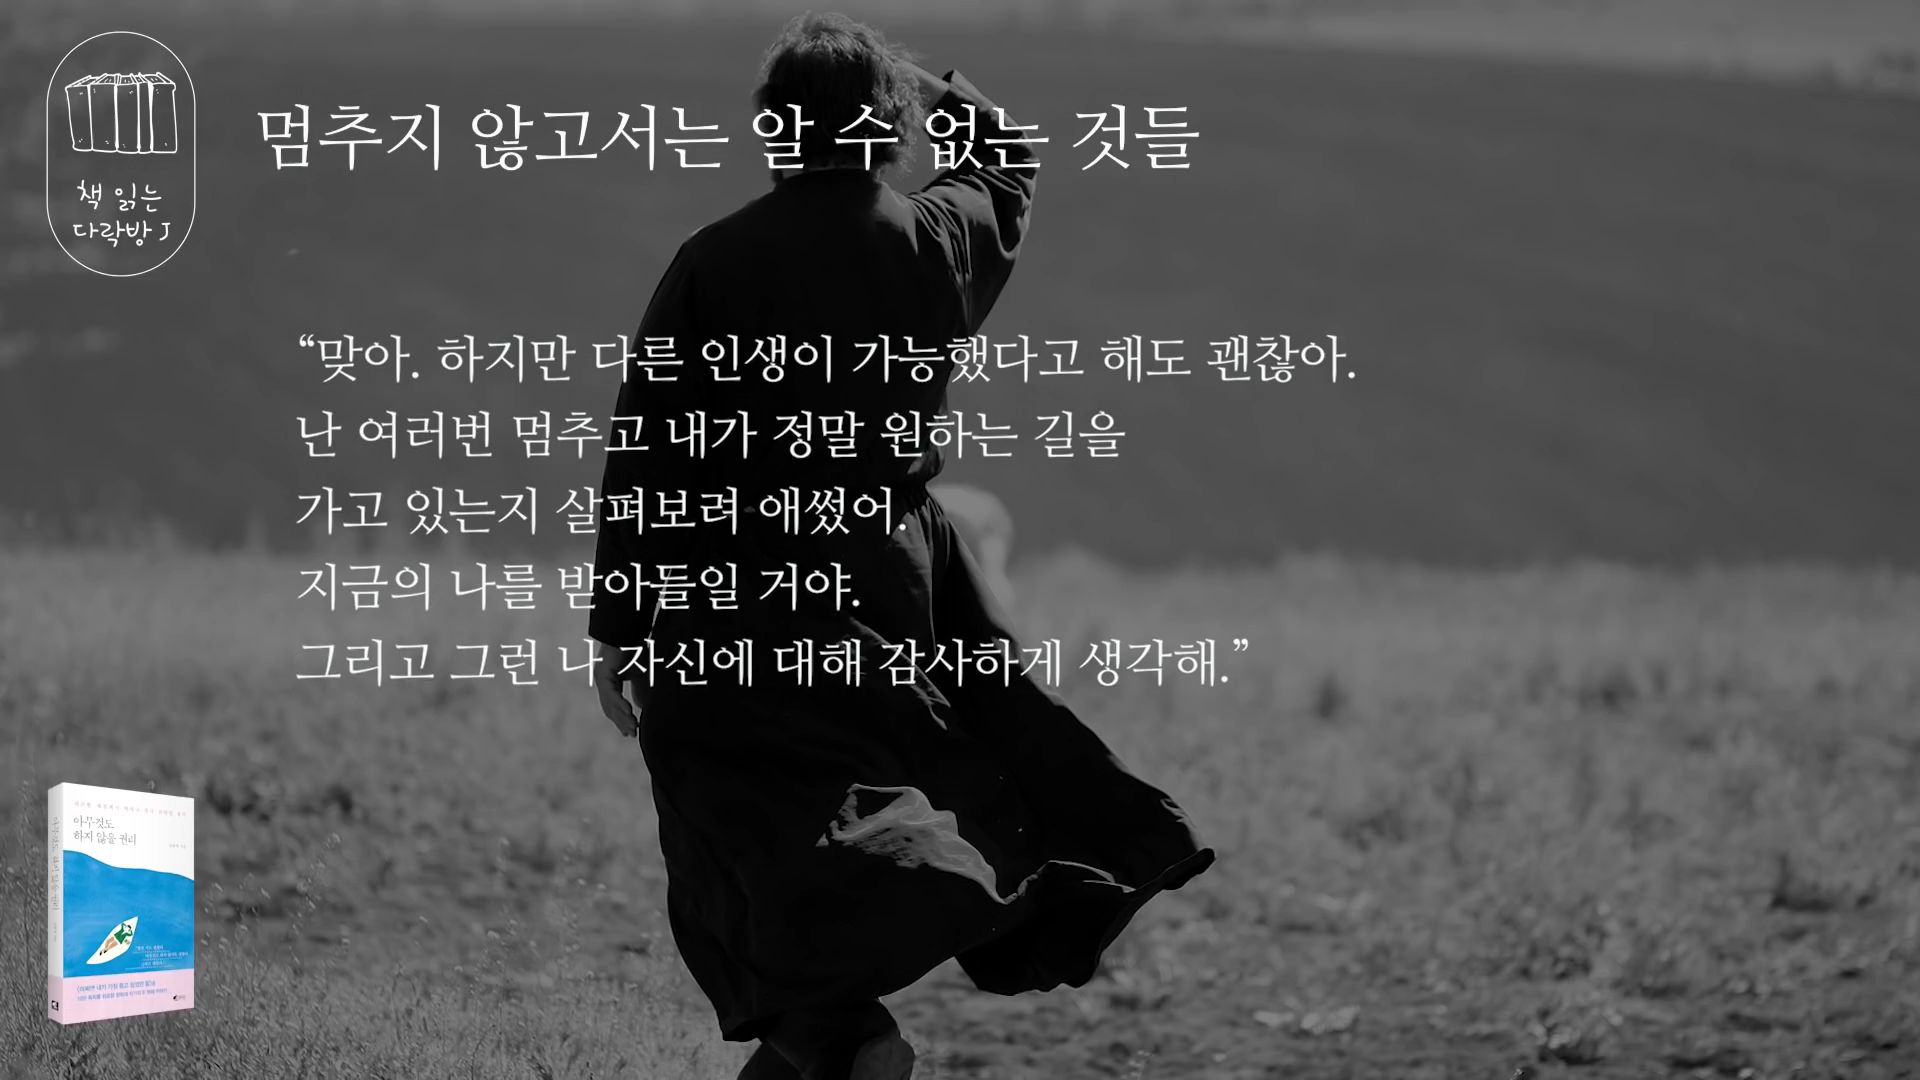 책 읽는
다락방 J
멈추지 않고서는 알 수 없는 것들
“맞아. 하지만 다른 인생이 가능했다고 해도 괜찮아.
난 여러번 멈추고 내가 정말 원하는 길을
가고 있는지 살펴보려 애썼어.
지금의 나를 받아들일 거야.
그리고 그런 나 자신에 대해 감사하게 생각해.”
아무것도
하지 않을 권리